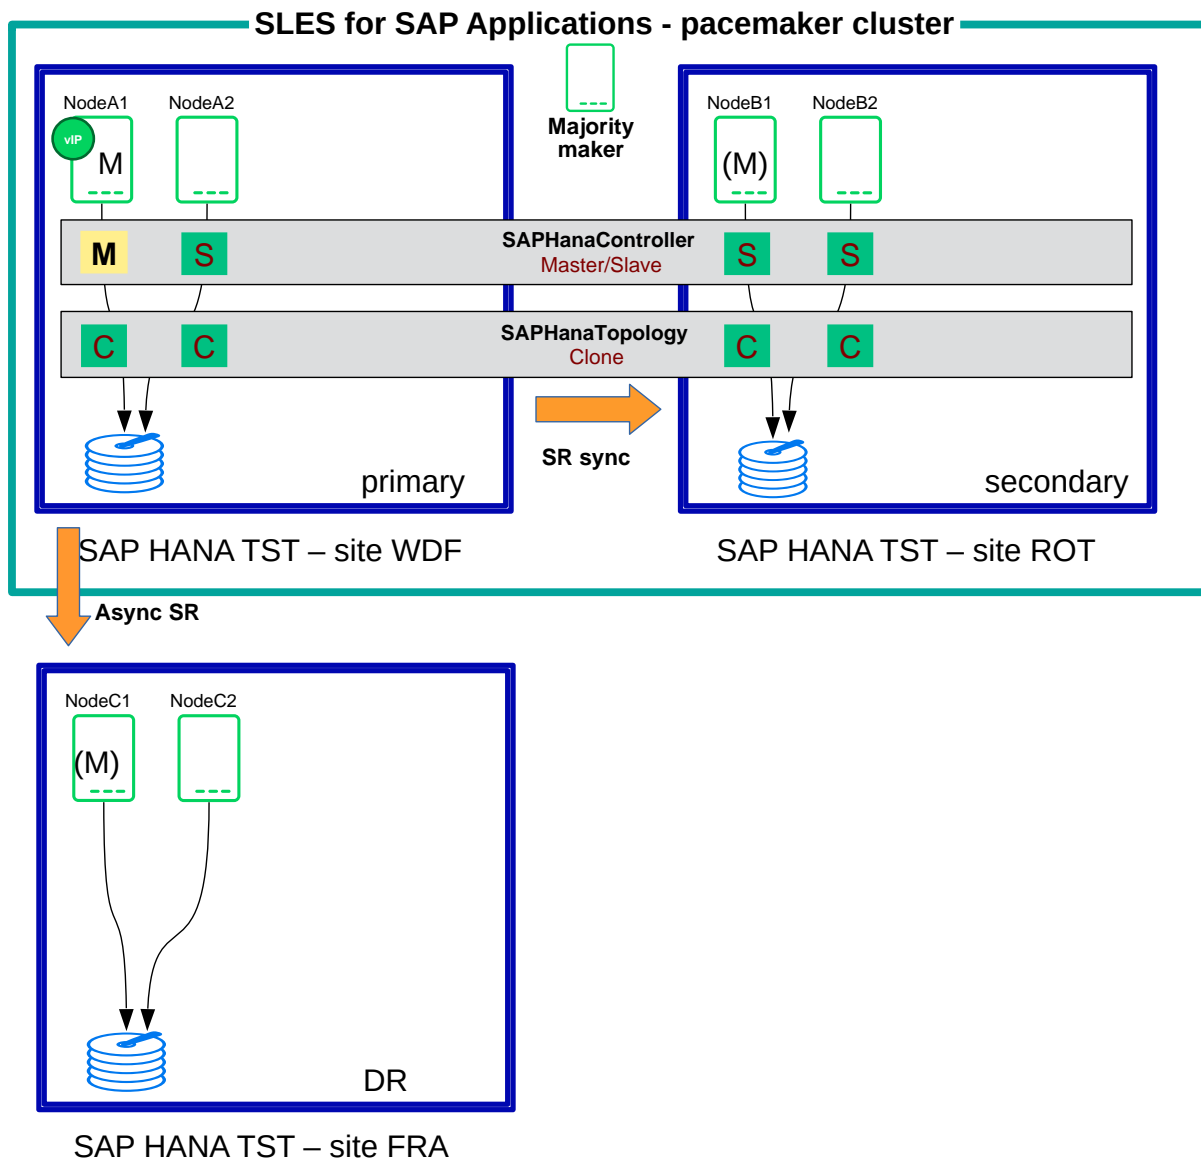 SLES for SAP Applications - pacemaker cluster
NodeA1
NodeA2
NodeB1
NodeB2
vIP
M
Majority
maker
(M)
SAPHanaController
Master/Slave
M
S
S
S
SAPHanaTopology
Clone
C
C
C
C
SR sync
primary
secondary
SAP HANA TST – site WDF
SAP HANA TST – site ROT
Async SR
NodeC1
NodeC2
(M)
DR
SAP HANA TST – site FRA